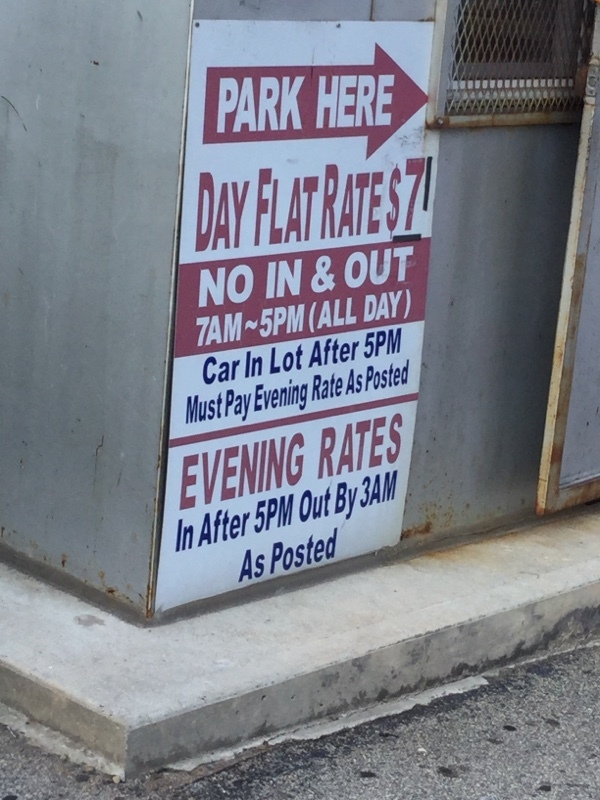 PARK HERE
DAY FLAT RATE $7
NO IN & OUT
7AM~5PM (ALL DAY)
Car In Lot After 5PM
Must Pay Evening Rate As Posted
EVENING RATES
In After 5PM Out By 3AM
As Posted